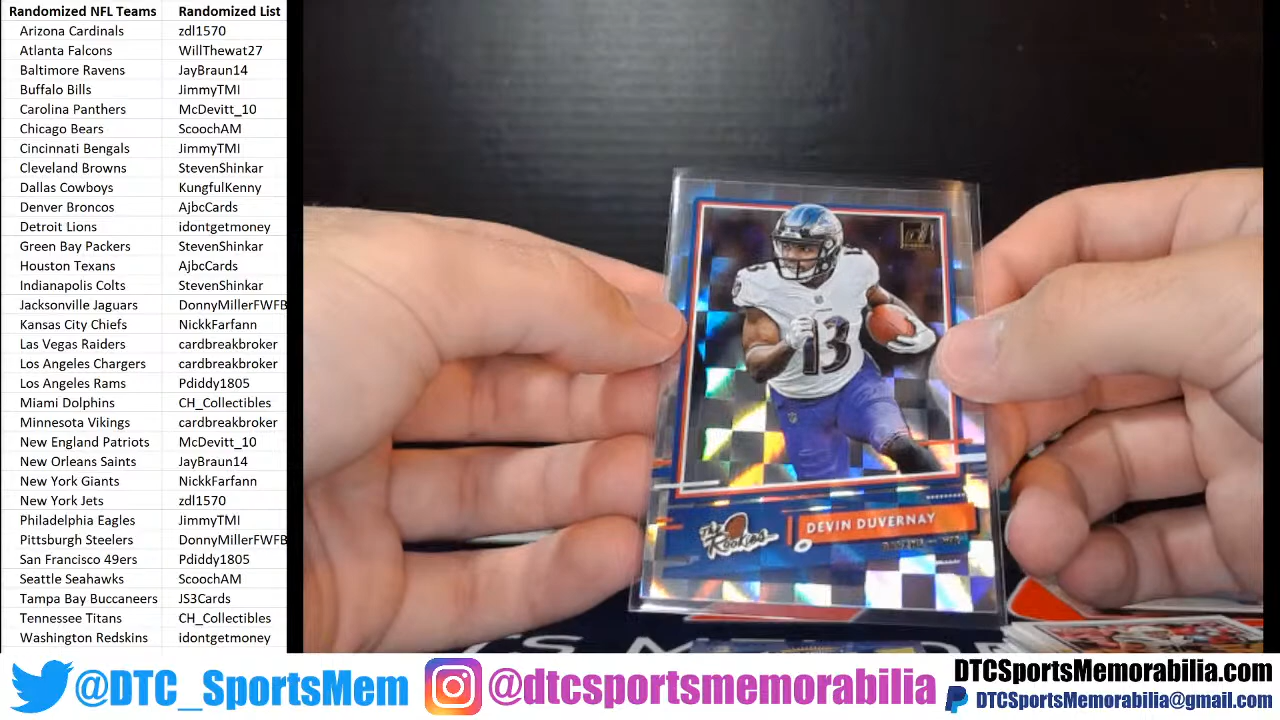 Randomized NFL Teams Randomized List
Arizona Cardinals zdl1570
Atlanta Falcons WillThewat27
Baltimore Ravens JayBraun14
Buffalo Bills JimmyTMI
Carolina Panthers McDevitt_10
Chicago Bears ScoochAM
Cincinnati Bengals JimmyTMI
Cleveland Browns StevenShinkar
Dallas Cowboys KungfulKenny
Denver Broncos AjbcCards
Detroit Lions idontgetmoney
Green Bay Packers StevenShinkar
Houston Texans AjbcCards
Indianapolis Colts StevenShinkar
Jacksonville Jaguars DonnyMillerFWFB
Kansas City Chiefs NickkFarfann
Las Vegas Raiders cardbreakbroker
Los Angeles Chargers cardbreakbroker
Los Angeles Rams Pdiddy1805
Miami Dolphins CH_Collectibles
Minnesota Vikings cardbreakbroker
New England Patriots McDevitt_10
New Orleans Saints JayBraun14
New York Giants NickkFarfann
New York Jets zdl1570
Philadelphia Eagles JimmyTMI
Pittsburgh Steelers DonnyMillerFWFB
San Francisco 49ers Pdiddy1805
Seattle Seahawks ScoochAM
Tampa Bay Buccaneers JS3Cards
Tennessee Titans CH_Collectibles
Washington Redskins idontgetmoney
13
The Rookies
DEVIN DUVERNAY
@DTC_SportsMem
@dtcsportsmemorabilia
DTCSportsMemorabilia.com
DTCSportsMemorabilia@gmail.com